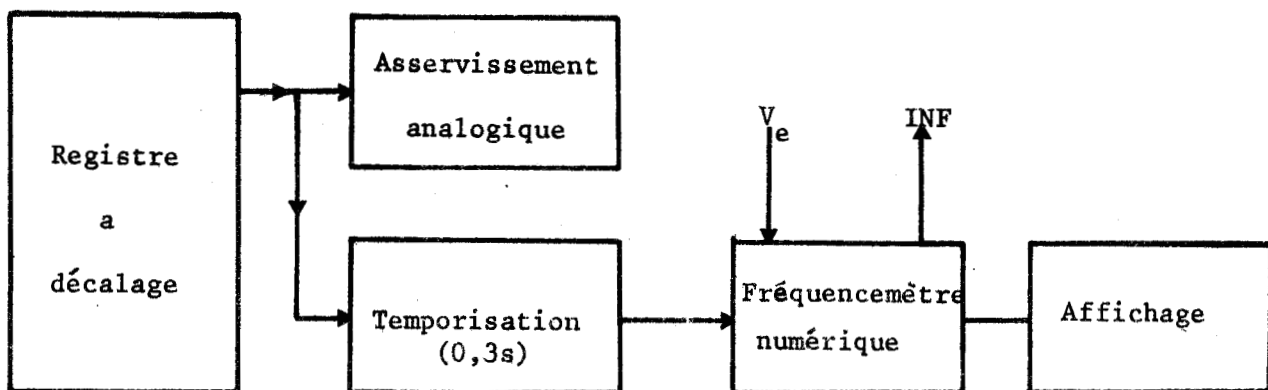 Registre
a
décalage
Asservissement
analogique
Temporisation
(0,3s)
Ve
INF
Fréquencemètre
numérique
Affichage